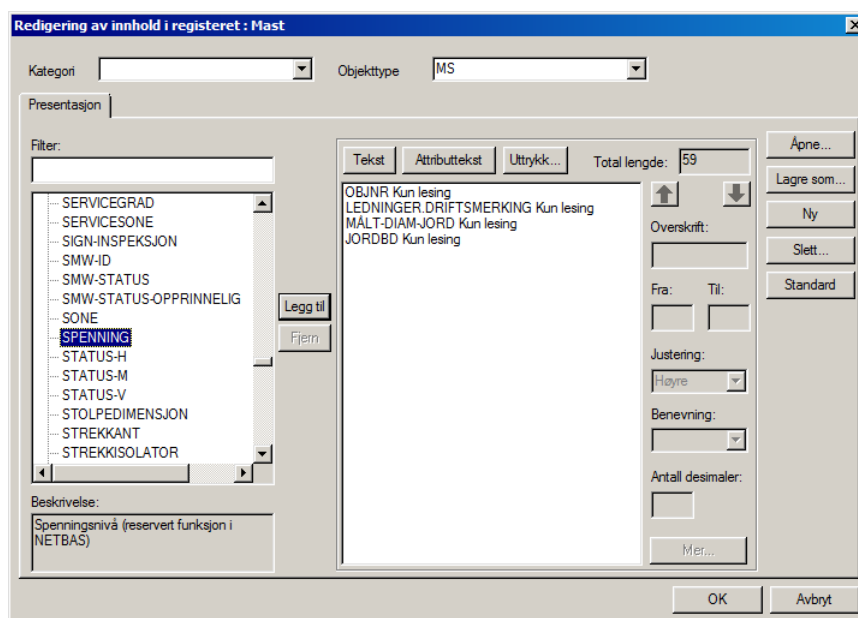 Redigering av innhold i registeret : Mast
Kategori
Objekttype
MS
Presentasjon
Filter:
SERVICEGRAD
SERVICESONE
SIGN-INSPEKSJON
SMW-ID
SMW-STATUS
SMW-STATUS-OPPRINNELIG
SONE
SPENNING
STATUS-H
STATUS-M
STATUS-V
STOLPEDIMENSJON
STREKKANT
STREKKISOLATOR
Beskrivelse:
Spenningsnivå (reservert funksjon i
NETBAS)
Legg til
Fjern
Tekst
Attributtekst
Uttrykk...
Total lengde:
59
OBJNR Kun lesing
LEDNINGER.DRIFTSMERKING Kun lesing
MÅLT-DIAM-JORD Kun lesing
JORDBD Kun lesing
Overskrift:
Fra:
Til:
Justering:
Høyre
Benevning:
Antall desimaler:
Mer...
Åpne...
Lagre som...
Ny
Slett...
Standard
OK
Avbryt